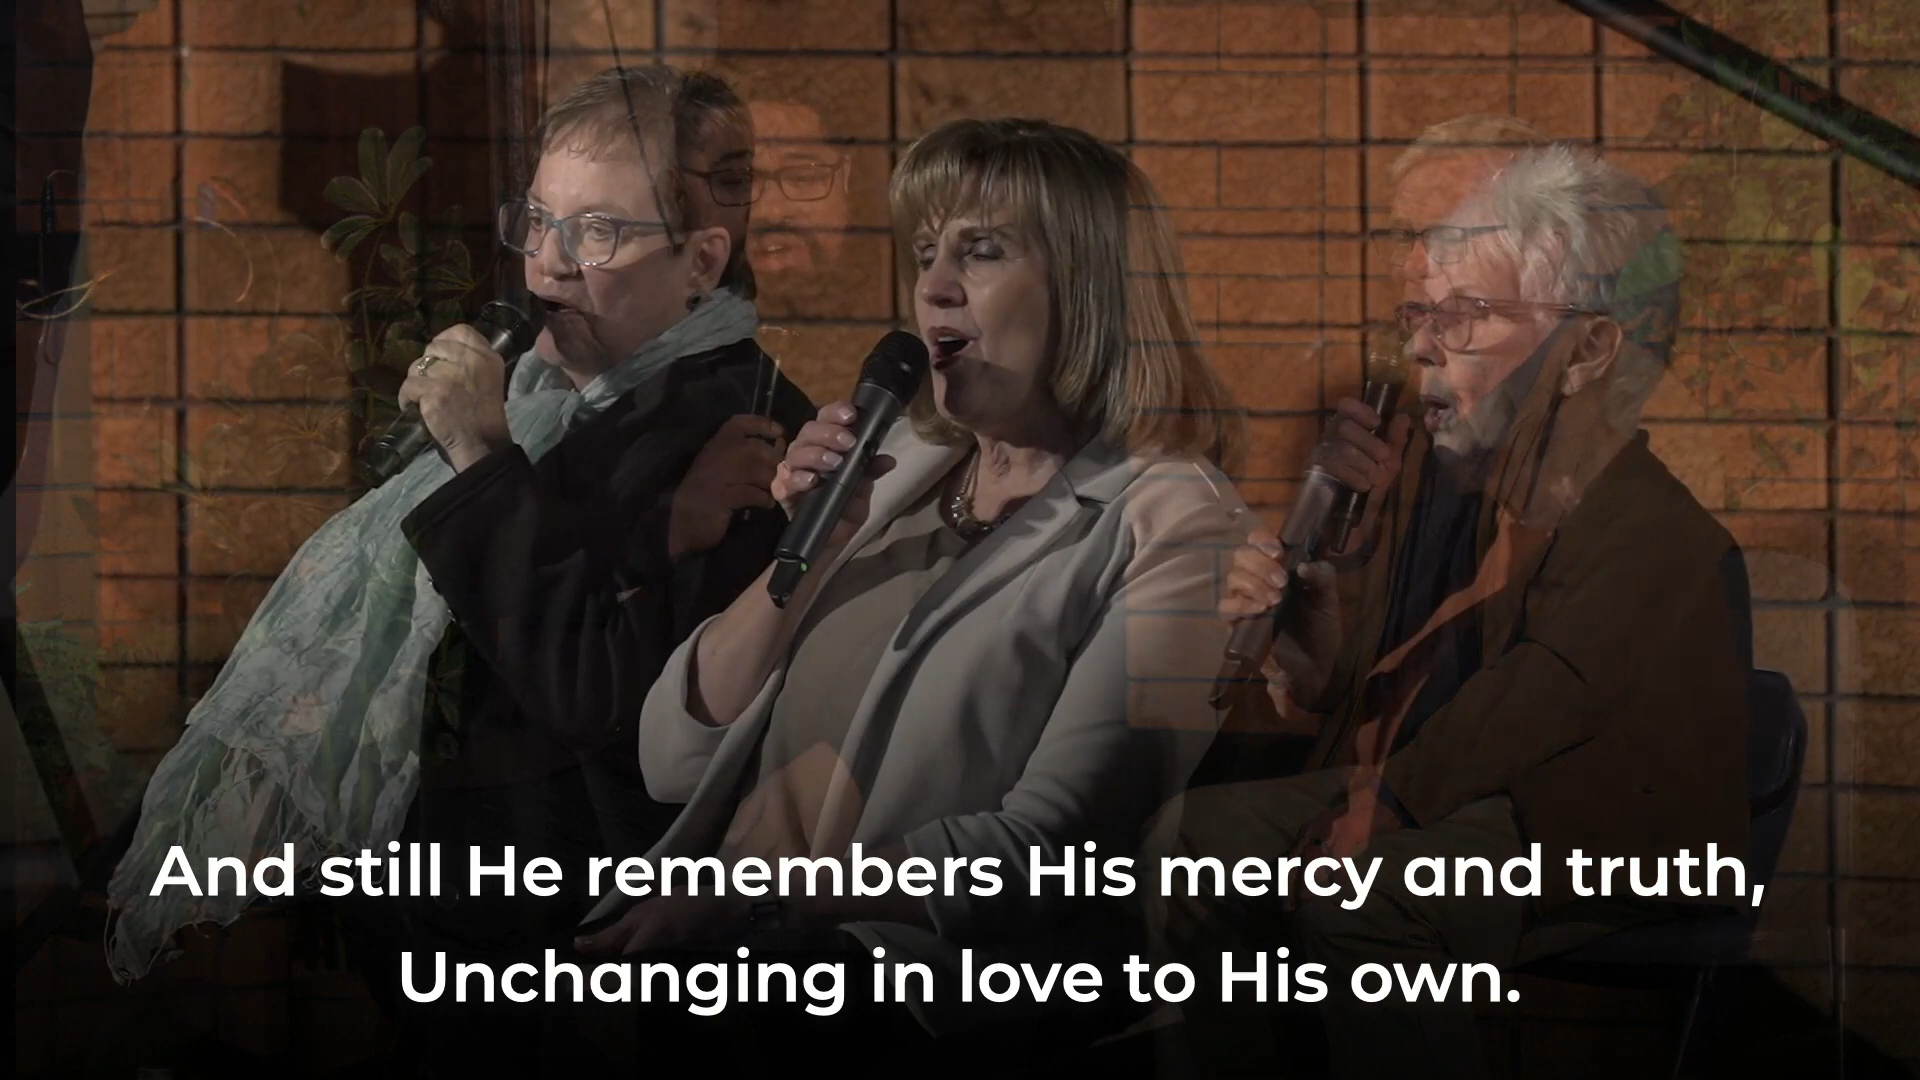 And still He remembers His mercy and truth,
Unchanging in love to His own.